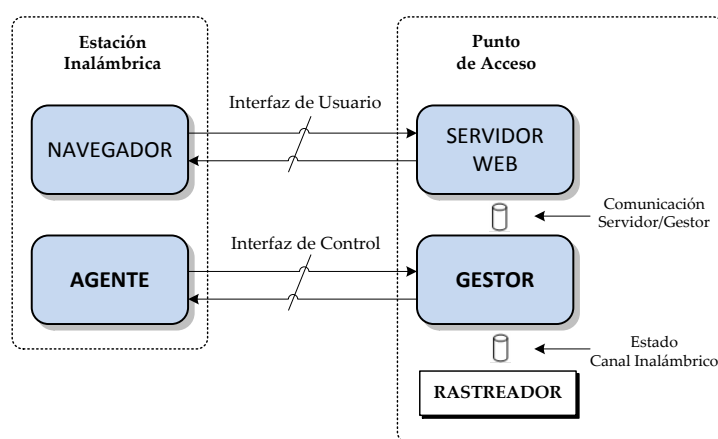 Estación
Inalámbrica
Punto
de Acceso
Interfaz de Usuario
NAVEGADOR
SERVIDOR
WEB
Comunicación
Servidor/Gestor
Interfaz de Control
AGENTE
GESTOR
Estado
Canal Inalámbrico
RASTREADOR